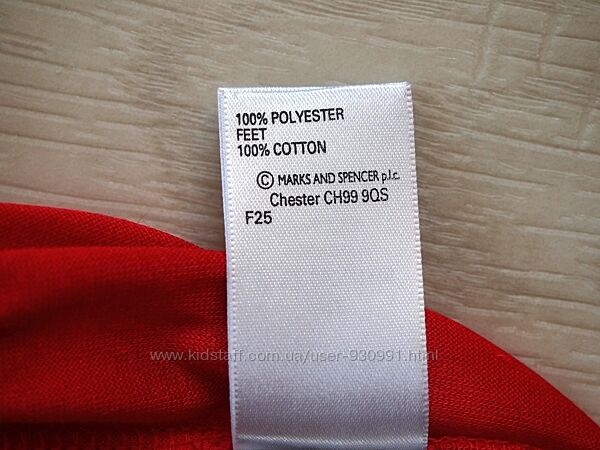 100% POLYESTER
FEET
100% COTTON
© MARKS AND SPENCER p.l.c.
Chester CH99 9QS
F25
www.kidstaff.com.ua/user-930991.html